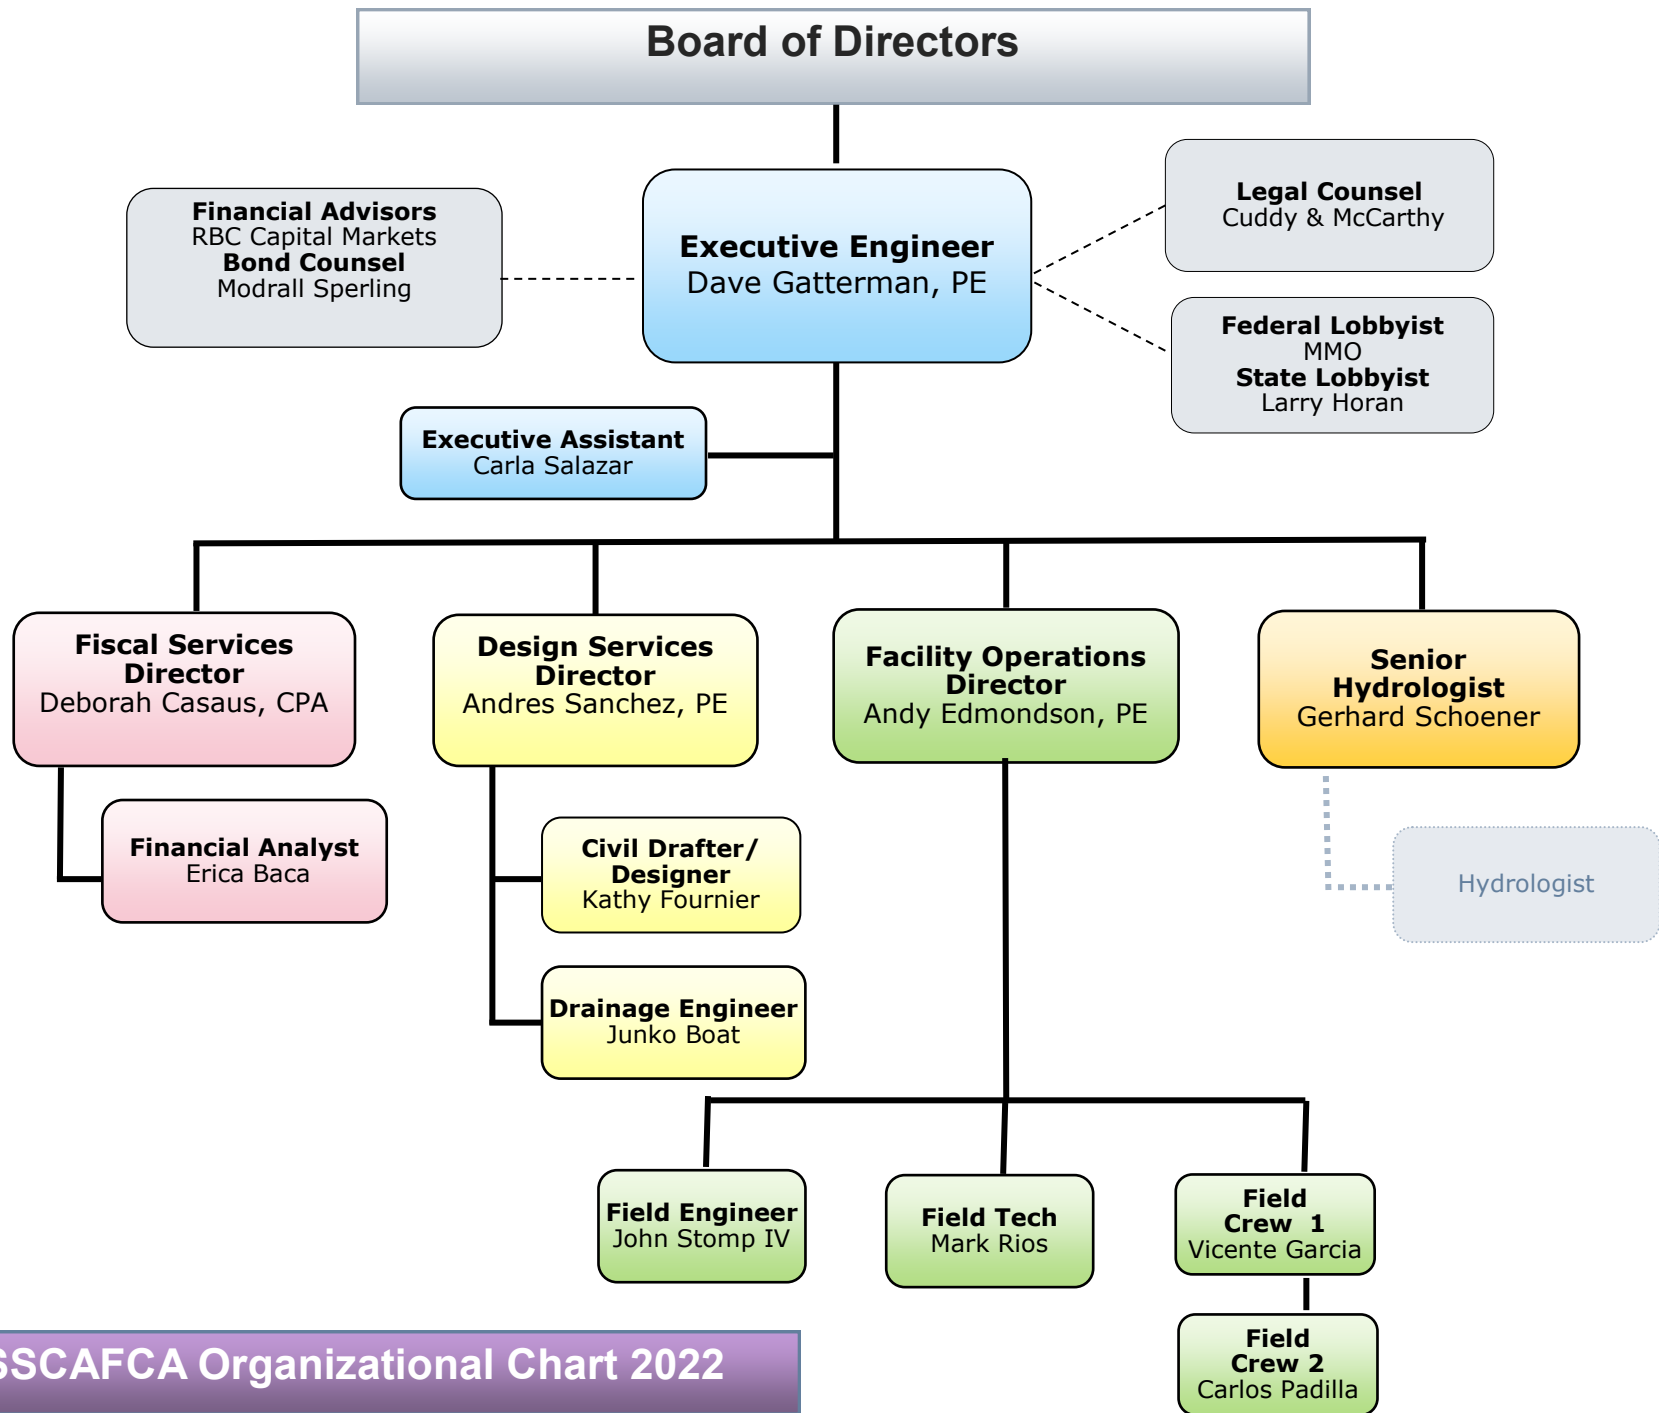 Board of Directors
Financial Advisors
RBC Capital Markets
Bond Counsel
Modrall Sperling
Executive Engineer
Dave Gatterman, PE
Legal Counsel
Cuddy & McCarthy
Federal Lobbyist
MMO
State Lobbyist
Larry Horan
Executive Assistant
Carla Salazar
Fiscal Services
Director
Deborah Casaus, CPA
Design Services
Director
Andres Sanchez, PE
Facility Operations
Director
Andy Edmondson, PE
Senior
Hydrologist
Gerhard Schoener
Financial Analyst
Erica Baca
Civil Drafter/
Designer
Kathy Fournier
Hydrologist
Drainage Engineer
Junko Boat
Field Engineer
John Stomp IV
Field Tech
Mark Rios
Field
Crew  1
Vicente Garcia
Field
Crew 2
Carlos Padilla
SSCAFCA Organizational Chart 2022